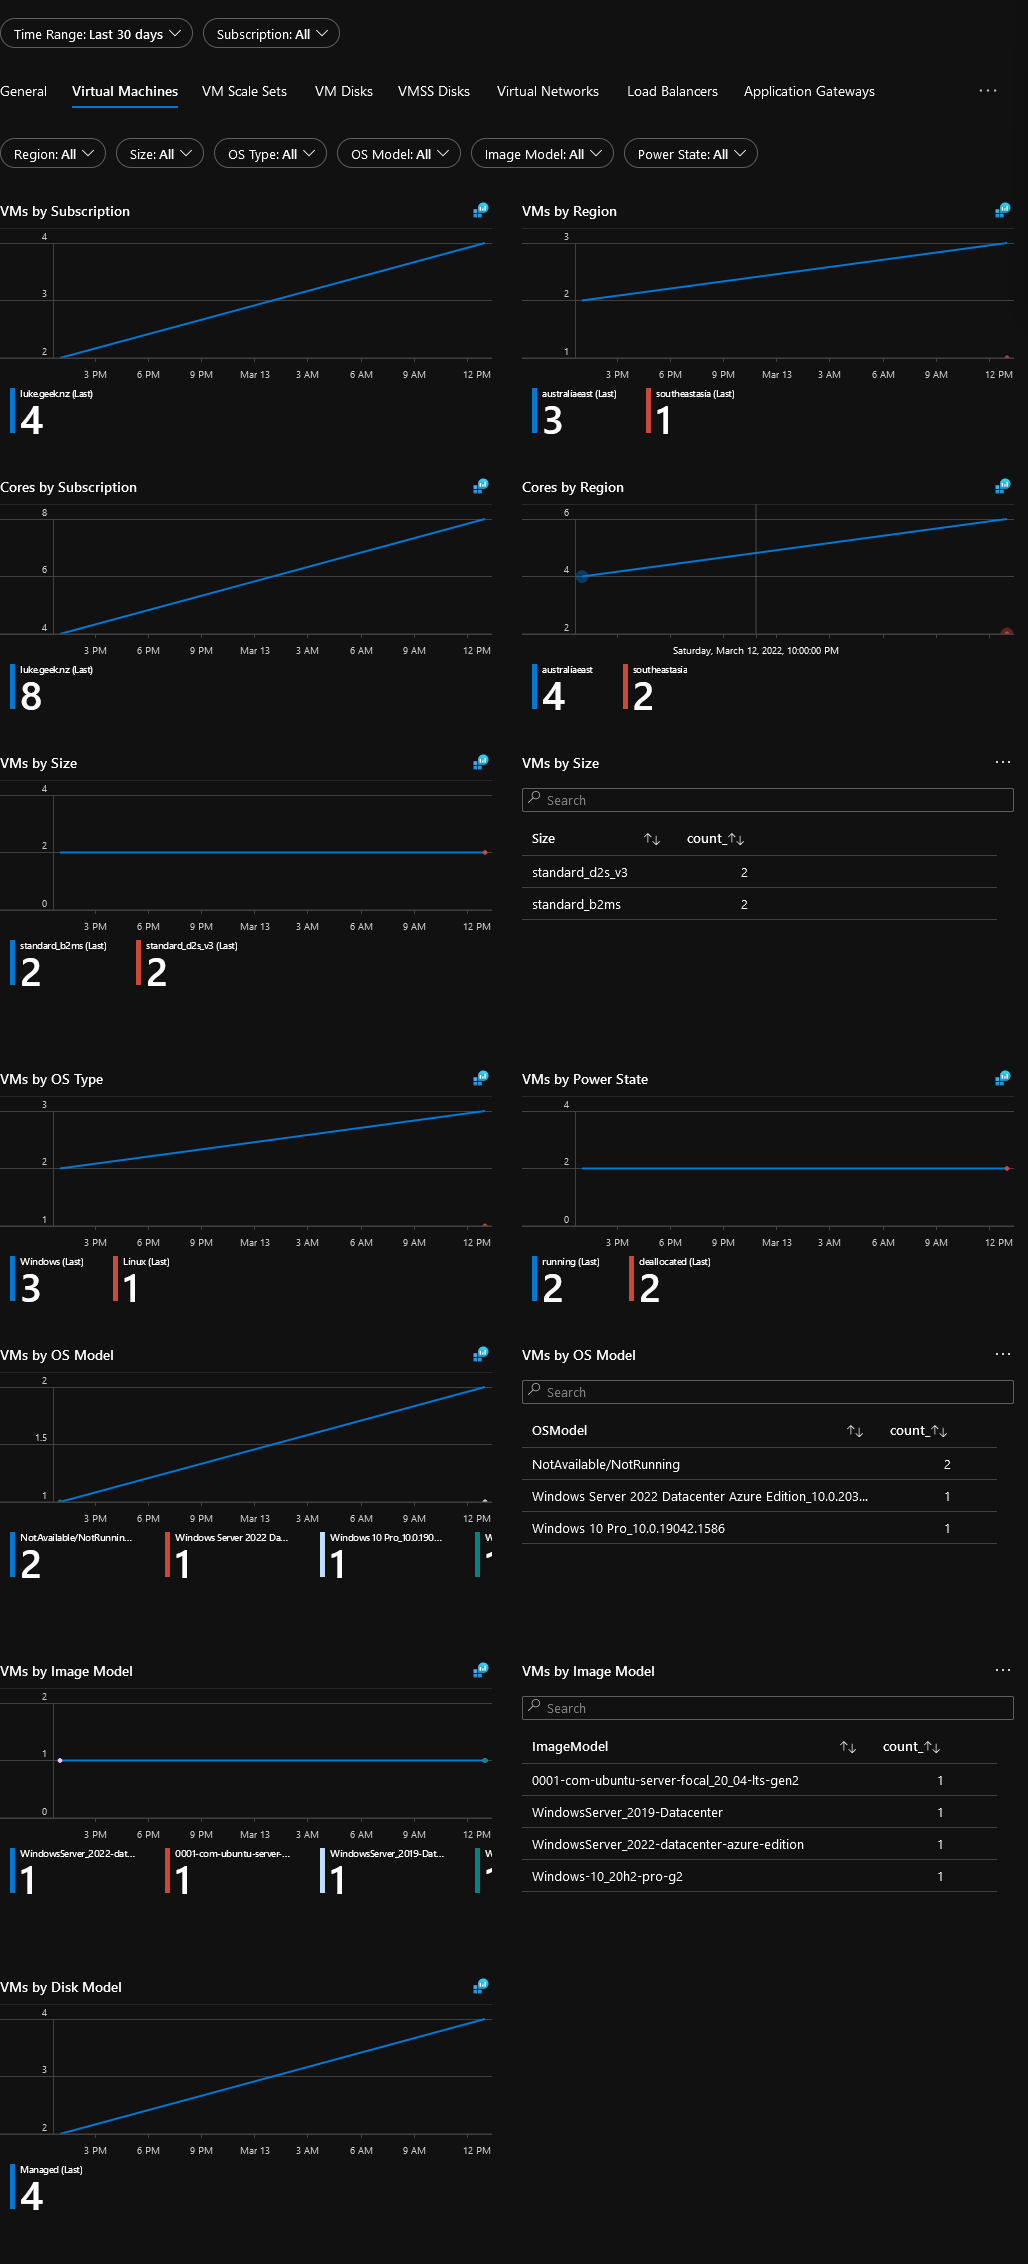 Time Range: Last 30 days
Subscription: All
General
Virtual Machines
VM Scale Sets
VM Disks
VMSS Disks
Virtual Networks
Load Balancers
Application Gateways
Region: All
Size: All
OS Type: All
OS Model: All
Image Model: All
Power State: All
VMs by Subscription
4
3
2
3 PM 6 PM 9 PM Mar 13 3 AM 6 AM 9 AM 12 PM
luke.geek.nz (Last)
4
VMs by Region
3
2
1
3 PM 6 PM 9 PM Mar 13 3 AM 6 AM 9 AM 12 PM
australiaeast (Last)
3
southeastasia (Last)
1
Cores by Subscription
8
6
4
3 PM 6 PM 9 PM Mar 13 3 AM 6 AM 9 AM 12 PM
luke.geek.nz (Last)
8
Cores by Region
6
4
2
Saturday, March 12, 2022, 10:00:00 PM
australiaeast
4
southeastasia
2
VMs by Size
4
2
0
3 PM 6 PM 9 PM Mar 13 3 AM 6 AM 9 AM 12 PM
standard_b2ms (Last)
2
standard_d2s_v3 (Last)
2
VMs by Size
Search
Size count_
standard_d2s_v3 2
standard_b2ms 2
VMs by OS Type
3
2
1
3 PM 6 PM 9 PM Mar 13 3 AM 6 AM 9 AM 12 PM
Windows (Last)
3
Linux (Last)
1
VMs by Power State
4
2
0
3 PM 6 PM 9 PM Mar 13 3 AM 6 AM 9 AM 12 PM
running (Last)
2
deallocated (Last)
2
VMs by OS Model
2
1.5
1
3 PM 6 PM 9 PM Mar 13 3 AM 6 AM 9 AM 12 PM
NotAvailable/NotRunnin...
2
Windows Server 2022 Da...
1
Windows 10 Pro_10.0.190...
1
VMs by OS Model
Search
OSModel count_
NotAvailable/NotRunning 2
Windows Server 2022 Datacenter Azure Edition_10.0.203... 1
Windows 10 Pro_10.0.19042.1586 1
VMs by Image Model
2
1
0
3 PM 6 PM 9 PM Mar 13 3 AM 6 AM 9 AM 12 PM
WindowsServer_2022-dat...
1
0001-com-ubuntu-server-...
1
WindowsServer_2019-Dat...
1
VMs by Image Model
Search
ImageModel count_
0001-com-ubuntu-server-focal_20_04-lts-gen2 1
WindowsServer_2019-Datacenter 1
WindowsServer_2022-datacenter-azure-edition 1
Windows-10_20h2-pro-g2 1
VMs by Disk Model
4
3
2
3 PM 6 PM 9 PM Mar 13 3 AM 6 AM 9 AM 12 PM
Managed (Last)
4